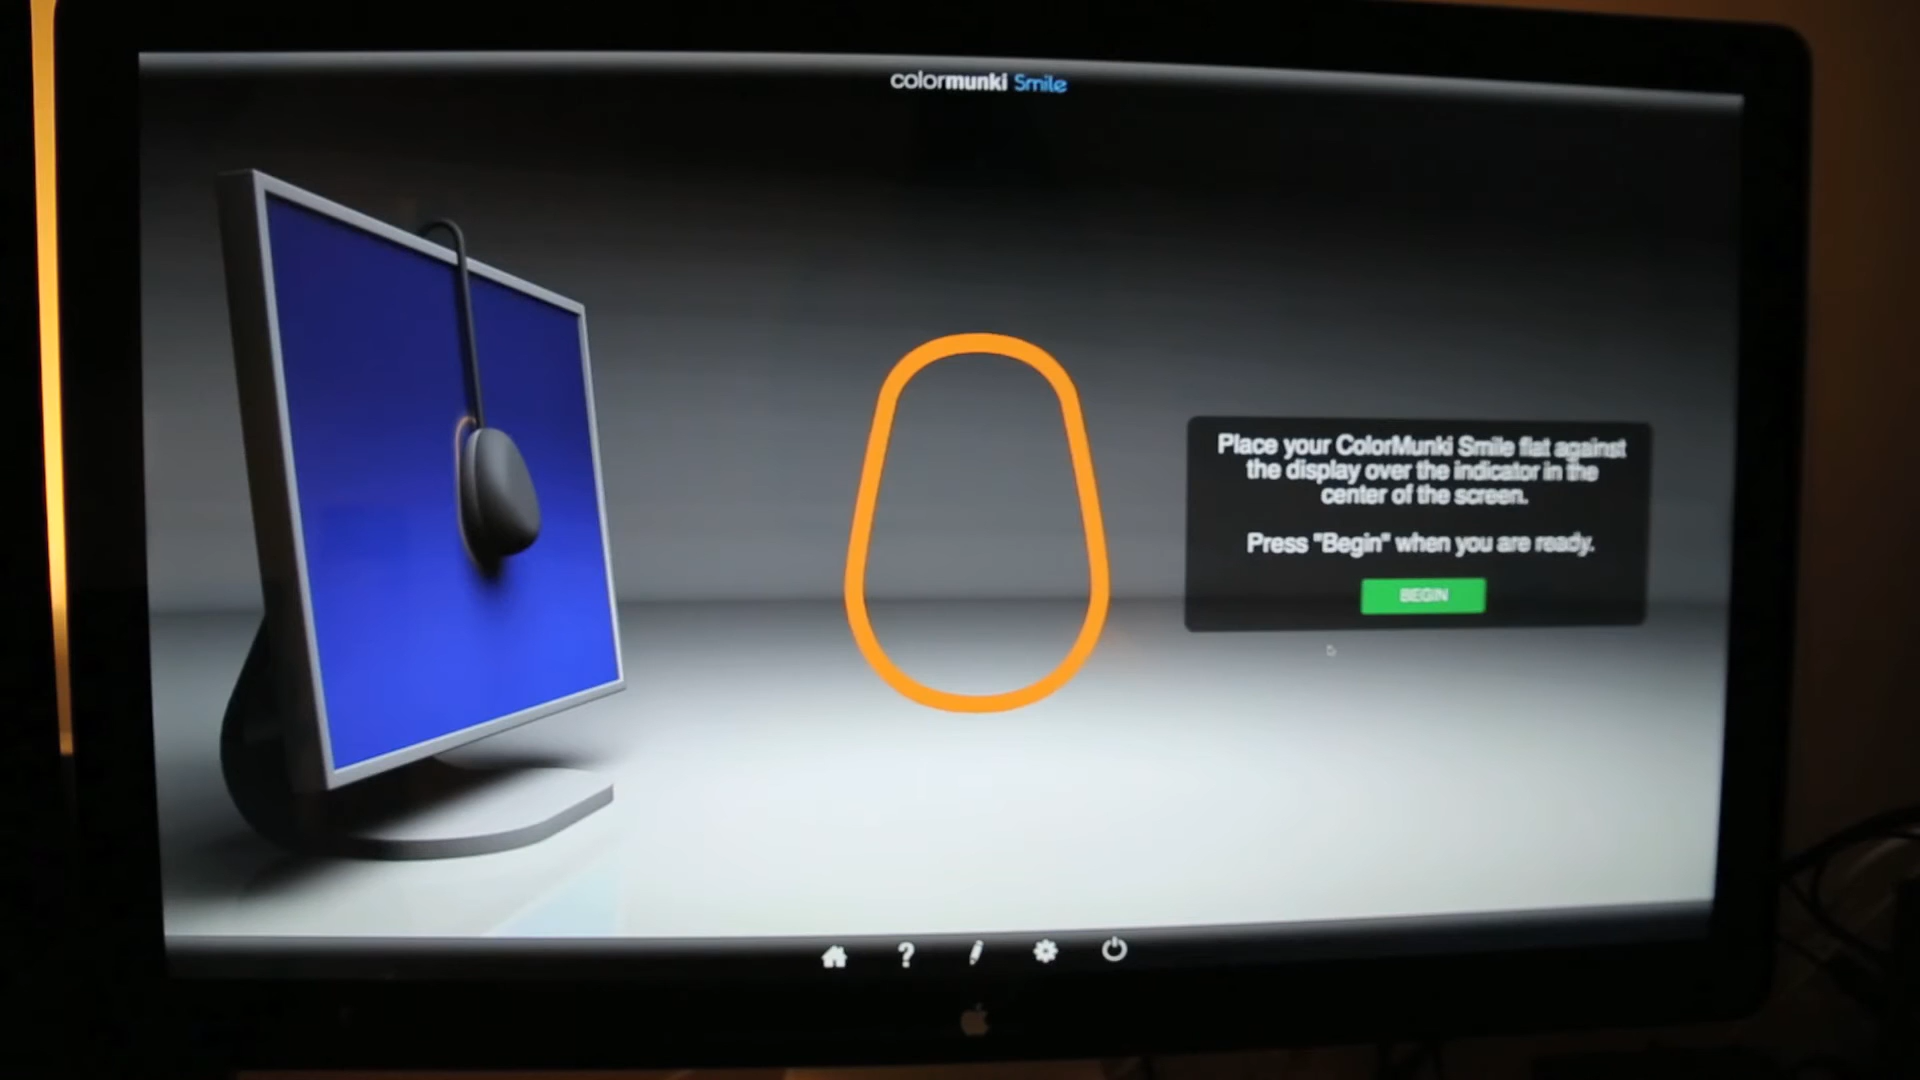 colormunki Smile
Place your ColorMunki Smile flat against
the display over the indicator in the
center of the screen.
Press "Begin" when you are ready.
BEGIN
?